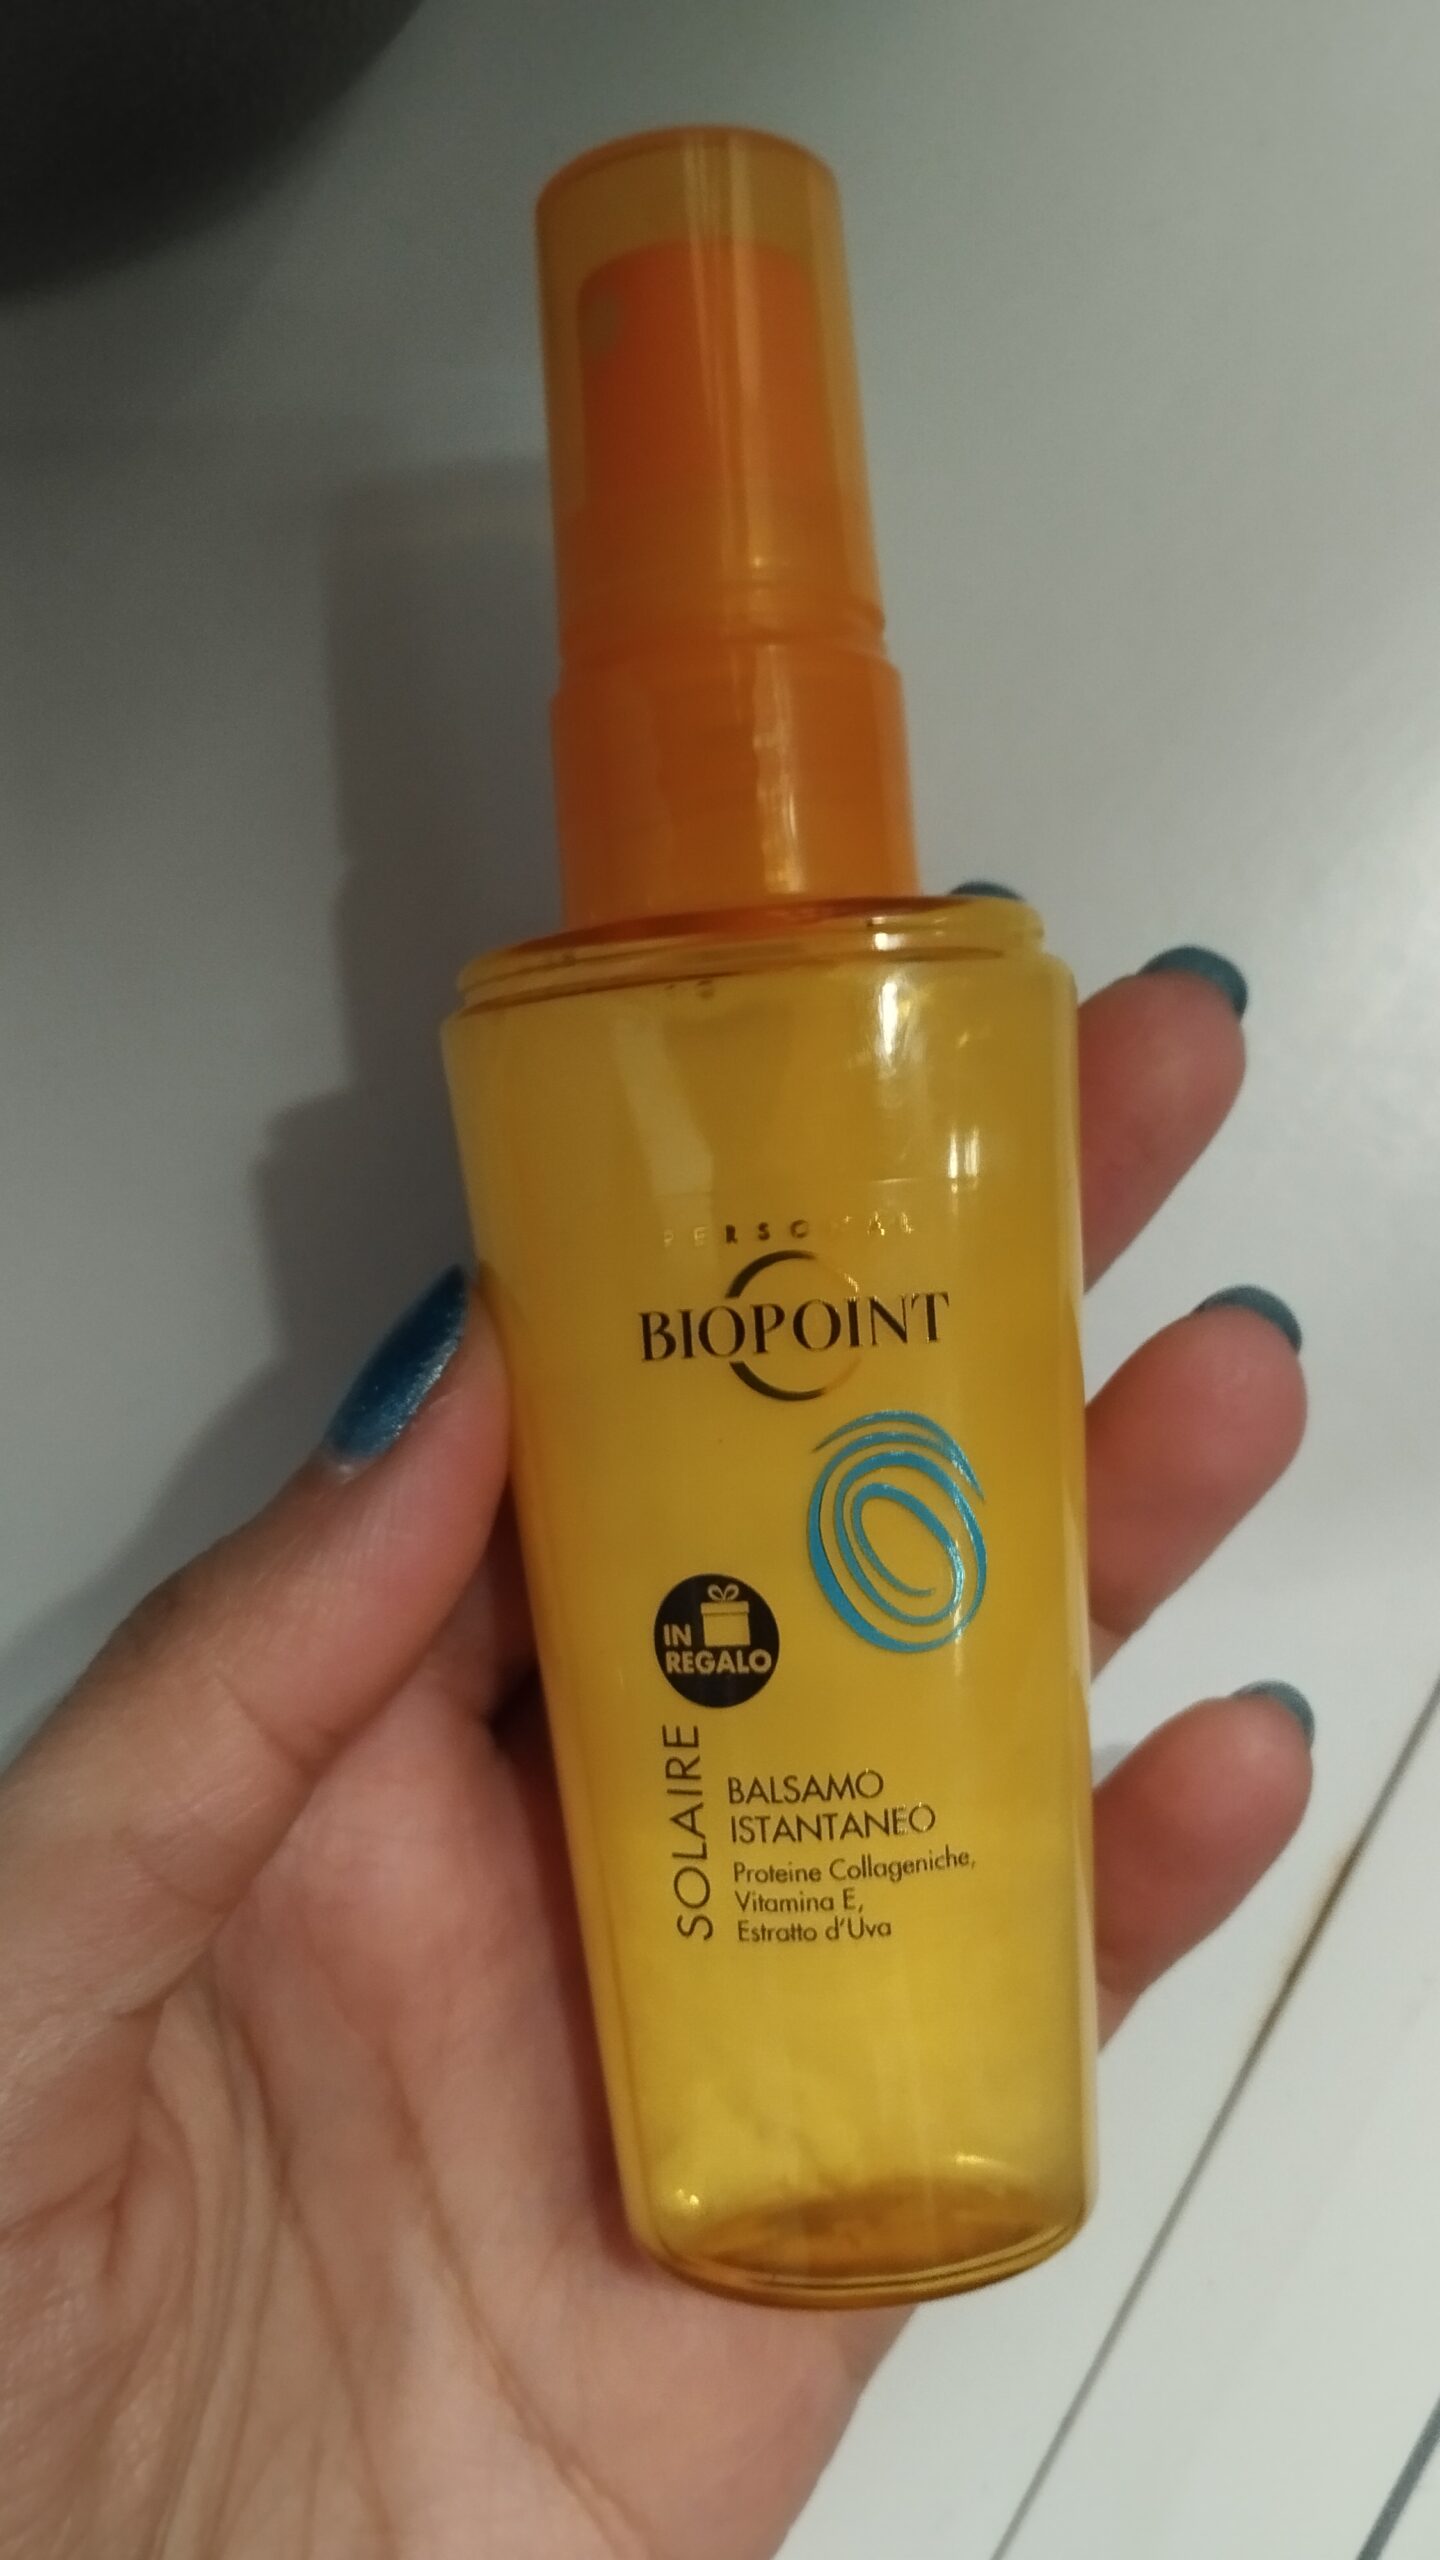 PERSONAL
BIOPOINT
IN
REGALO
SOLAIRE
BALSAMO
ISTANTANEO
Proteine Collageniche,
Vitamina E,
Estratto d'Uva